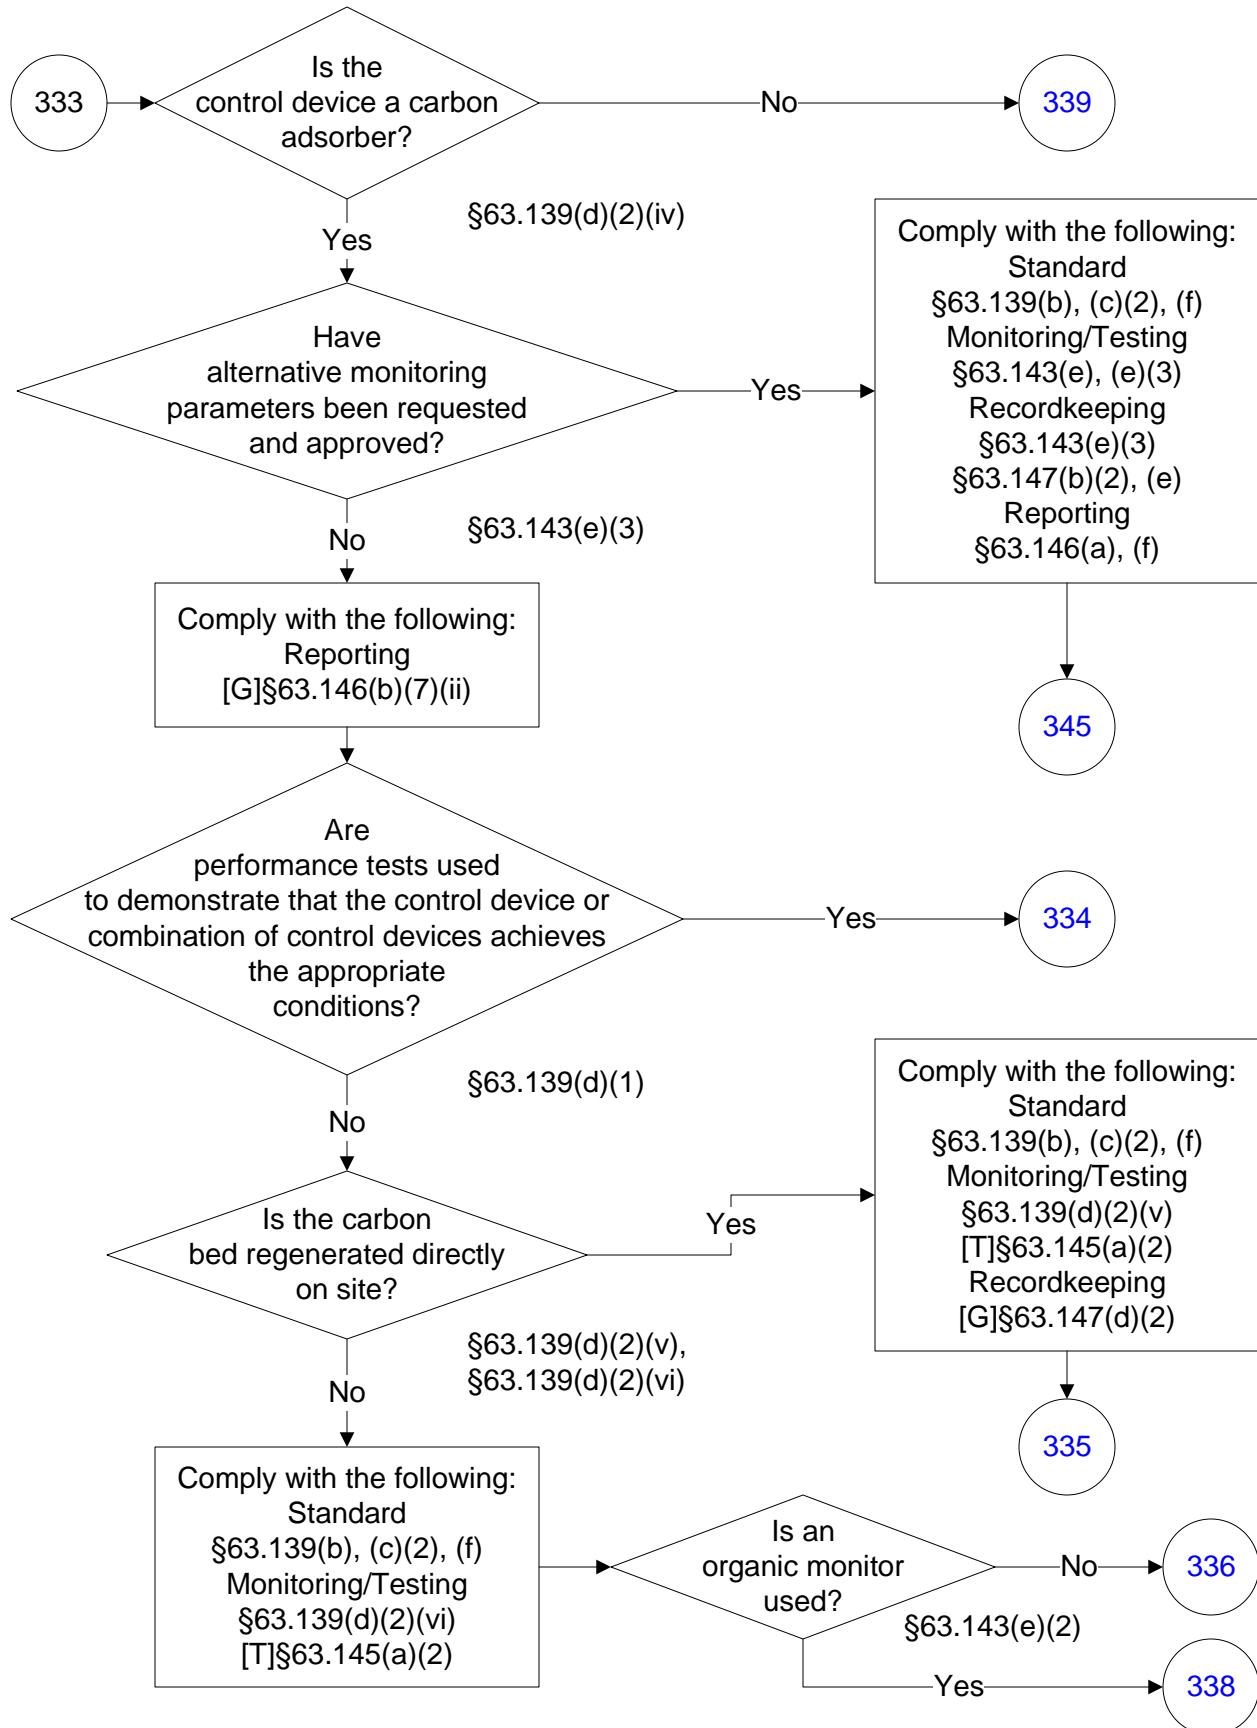 333
Is the
control device a carbon
adsorber?
No
339
§63.139(d)(2)(iv)
Yes
Comply with the following:
Standard
§63.139(b), (c)(2), (f)
Monitoring/Testing
§63.143(e), (e)(3)
Recordkeeping
§63.143(e)(3)
§63.147(b)(2), (e)
Reporting
§63.146(a), (f)
Have
alternative monitoring
parameters been requested
and approved?
Yes
345
§63.143(e)(3)
No
Comply with the following:
Reporting
[G]§63.146(b)(7)(ii)
Are
performance tests used
to demonstrate that the control device or
combination of control devices achieves
the appropriate
conditions?
Yes
334
§63.139(d)(1)
No
Is the carbon
bed regenerated directly
on site?
Yes
Comply with the following:
Standard
§63.139(b), (c)(2), (f)
Monitoring/Testing
§63.139(d)(2)(v)
[T]§63.145(a)(2)
Recordkeeping
[G]§63.147(d)(2)
335
§63.139(d)(2)(v),
§63.139(d)(2)(vi)
No
Comply with the following:
Standard
§63.139(b), (c)(2), (f)
Monitoring/Testing
§63.139(d)(2)(vi)
[T]§63.145(a)(2)
Is an
organic monitor
used?
No
336
§63.143(e)(2)
Yes
338